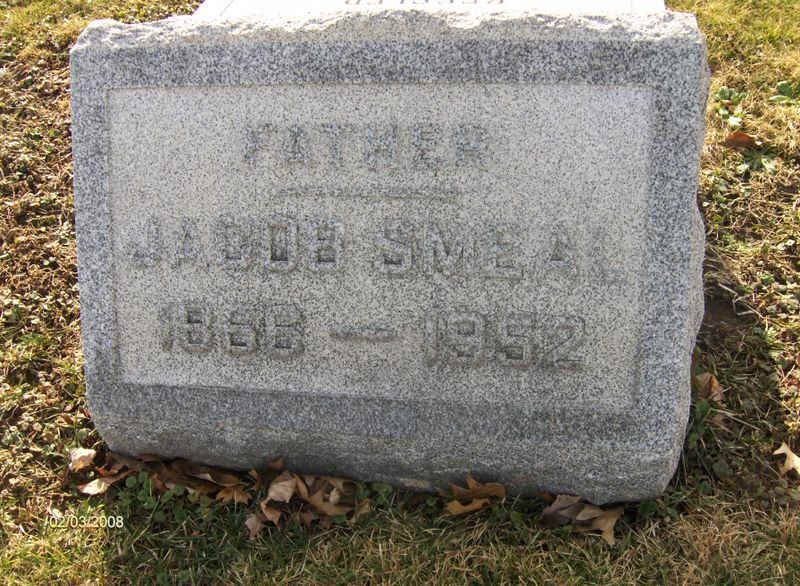 FATHER
JACOB SMEAL
1866 — 1952
02/03/2008